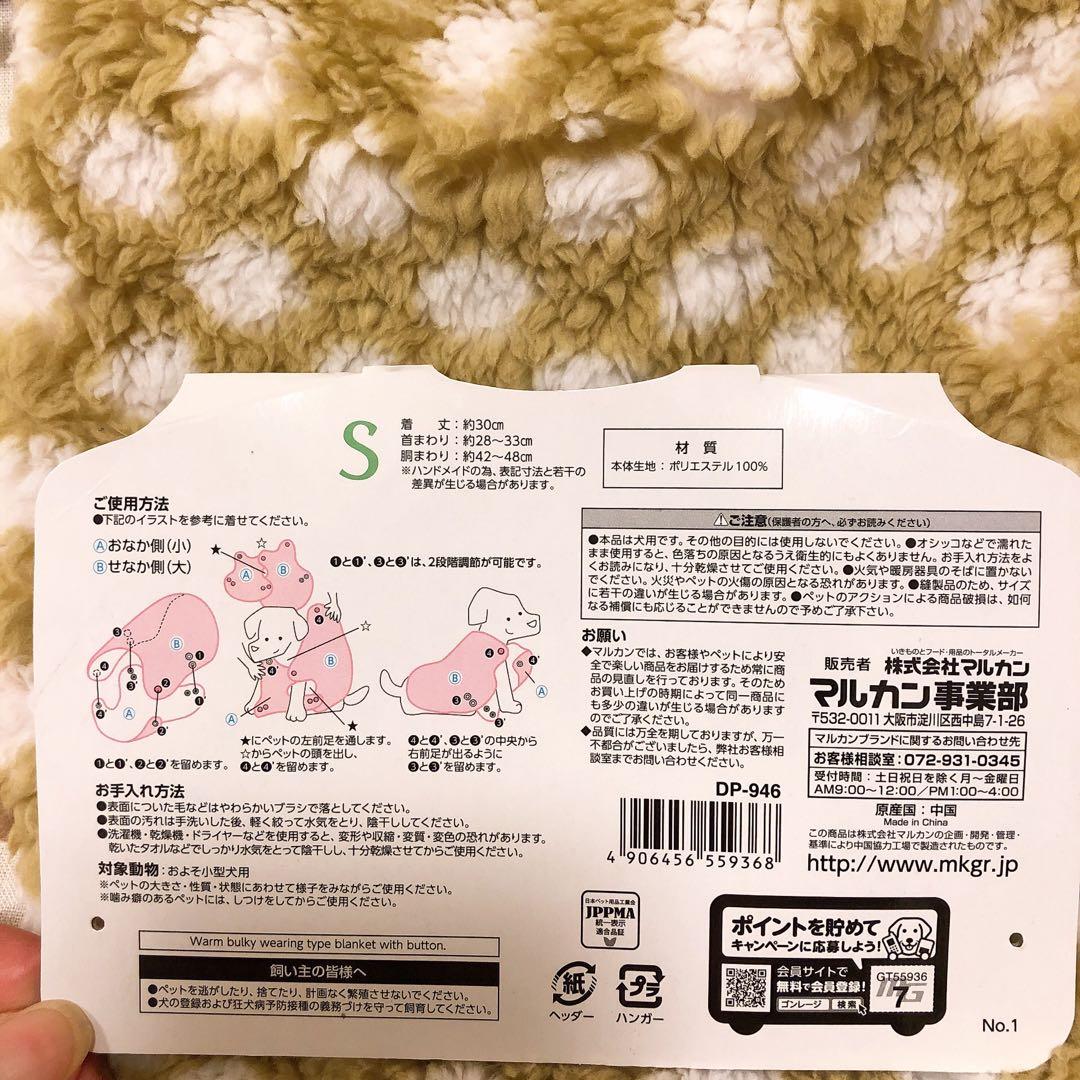 S
着　丈：約30㎝
首まわり：約28～33㎝
胴まわり：約42～48㎝
※ハンドメイドの為、表記寸法と若干の
差異が生じる場合があります。
材 質
本体生地：ポリエステル100%
ご使用方法
●下記のイラストを参考に着せてください。
Ⓐおなか側(小)
Ⓑせなか側(大)
❶と❶'、❸と❸'は、2段階調節が可能です。
❶と❶'、❷と❷'を留めます。
★にペットの左前足を通します。
☆からペットの頭を出し、
❹と❹'を留めます。
❹と❹'、❸と❸'の中央から
右前足が出るように
❸と❸'を留めます。
お手入れ方法
●表面についた毛などはやわらかいブラシで落としてください。
●表面の汚れは手洗いした後、軽く絞って水気をとり、陰干ししてください。
●洗濯機・乾燥機・ドライヤーなどを使用すると、変形や収縮・変質・変色の恐れがあります。
乾いたタオルなどでしっかり水気をとって陰干しし、十分乾燥させてからご使用ください。
対象動物：およそ小型犬用
※ペットの大きさ・性質・状態にあわせて様子をみながらご使用ください。
※噛み癖のあるペットには、しつけをしてからご使用ください。
Warm bulky wearing type blanket with button.
飼い主の皆様へ
●ペットを逃がしたり、捨てたり、計画なく繁殖させないでください。
●犬の登録および狂犬病予防接種の義務づけを守って飼育してください。
⚠ご注意(保護者の方へ、必ずお読みください)
●本品は犬用です。その他の目的には使用しないでください。●オシッコなどで濡れた
まま使用すると、色落ちの原因となるうえ衛生的にもよくありません。お手入れ方法をよ
くお読みになり、十分乾燥させてご使用ください。●火気や暖房器具のそばに置かない
でください。火災やペットの火傷の原因となる恐れがあります。●縫製品のため、サイズ
に若干の違いが生じる場合があります。●ペットのアクションによる商品破損は、如何
なる補償にも応じることができませんので予めご了承下さい。
お願い
◆マルカンでは、お客様やペットにより安
全で楽しい商品をお届けするため常に商
品の見直しを行っております。そのため
お買い上げの時期によって同一商品に
も多少の違いが生じる場合があります
のでご了承ください。
◆品質には万全を期しておりますが、万一
不都合がございましたら、弊社お客様相
談室までお問い合わせください。
いきものとフード・用品のトータルメーカー
販売者 株式会社マルカン
マルカン事業部
〒532-0011 大阪市淀川区西中島7-1-26
マルカンブランドに関するお問い合わせ先
お客様相談室：072-931-0345
受付時間：土日祝日を除く月～金曜日
AM9:00～12:00／PM1:00～4:00
原産国：中国
Made in China
この商品は株式会社マルカンの企画・開発・管理・
基準により中国協力工場で製造されたものです。
http://www.mkgr.jp
DP-946
4 906456 559368
日本ペット用品工業会
JPPMA
統一表示
適合品証
紙
ヘッダー
プラ
ハンガー
ポイントを貯めて
キャンペーンに応募しよう!
会員サイトで
無料で会員登録!
ゴンレージ 検索
GT55936
7
No.1